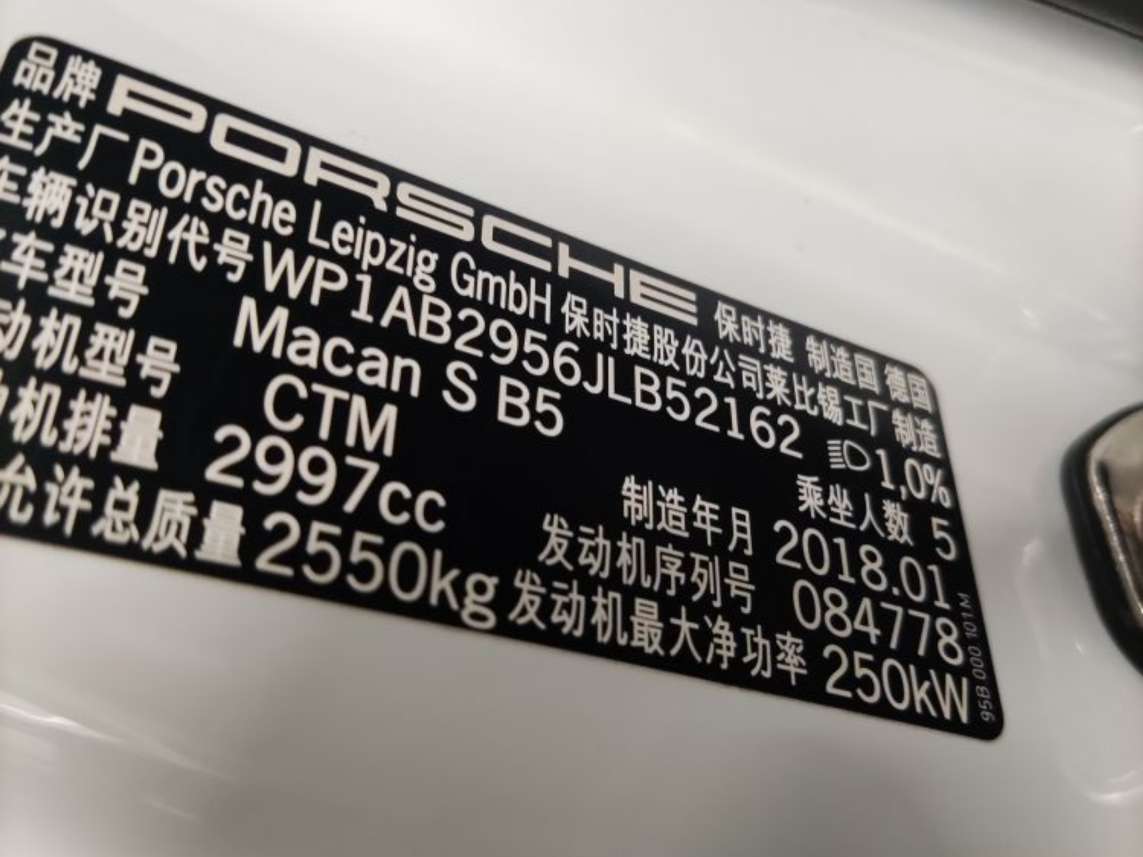 品牌 PORSCHE 保时捷 制造国 德国
生产厂 Porsche Leipzig GmbH 保时捷股份公司莱比锡工厂 制造
车辆识别代号 WP1AB2956JLB52162 1,0%
车型号 Macan S B5 乘坐人数 5
动机型号 CTM 制造年月 2018.01
动机排量 2997cc 发动机序列号 084778
允许总质量 2550kg 发动机最大净功率 250kW
95B 000 101 M